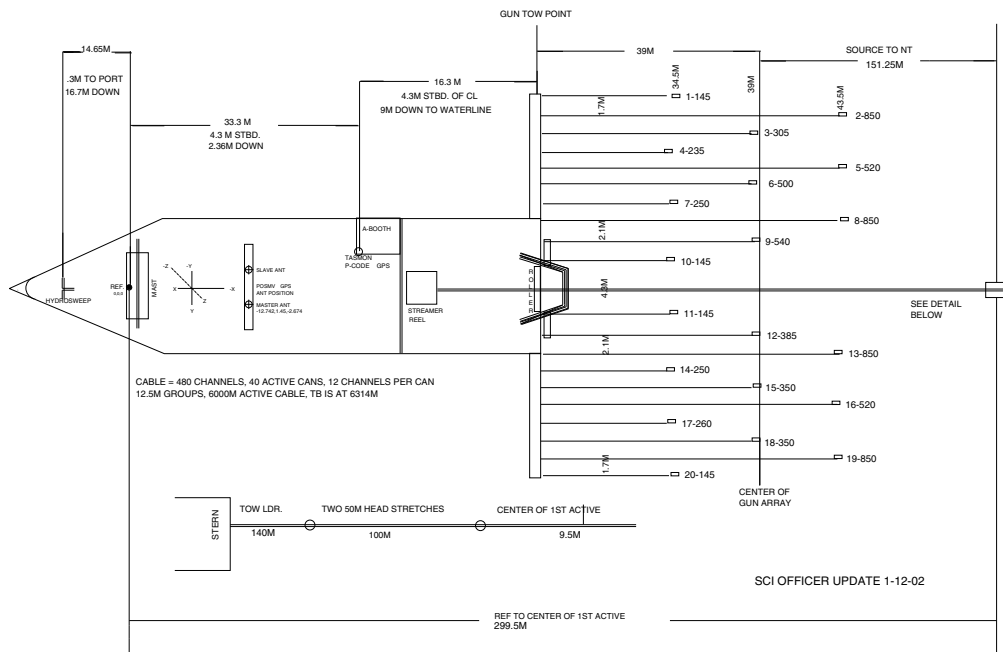 GUN TOW POINT
14.65M
39M
SOURCE TO NT
151.25M
.3M TO PORT
16.7M DOWN
16.3 M
4.3M STBD. OF CL
9M DOWN TO WATERLINE
34.5M
39M
43.5M
33.3 M
4.3 M STBD.
2.36M DOWN
1.7M
1-145
2-850
3-305
4-235
5-520
6-500
7-250
8-850
2.1M
9-540
10-145
A-BOOTH
TASMON
P-CODE GPS
-Z
-Y
X
-X
Z
Y
SLAVE ANT
POSMV GPS
ANT POSITION
MASTER ANT
-12.742,1.45,-2.674
REF.
0,0,0
MAST
HYDROSWEEP
STREAMER
REEL
ROLLER
4.3M
SEE DETAIL
BELOW
11-145
12-385
2.1M
13-850
14-250
15-350
16-520
17-260
18-350
19-850
1.7M
20-145
CABLE = 480 CHANNELS, 40 ACTIVE CANS, 12 CHANNELS PER CAN
12.5M GROUPS, 6000M ACTIVE CABLE, TB IS AT 6314M
CENTER OF
GUN ARRAY
STERN
TOW LDR.
140M
TWO 50M HEAD STRETCHES
100M
CENTER OF 1ST ACTIVE
9.5M
SCI OFFICER UPDATE 1-12-02
REF TO CENTER OF 1ST ACTIVE
299.5M